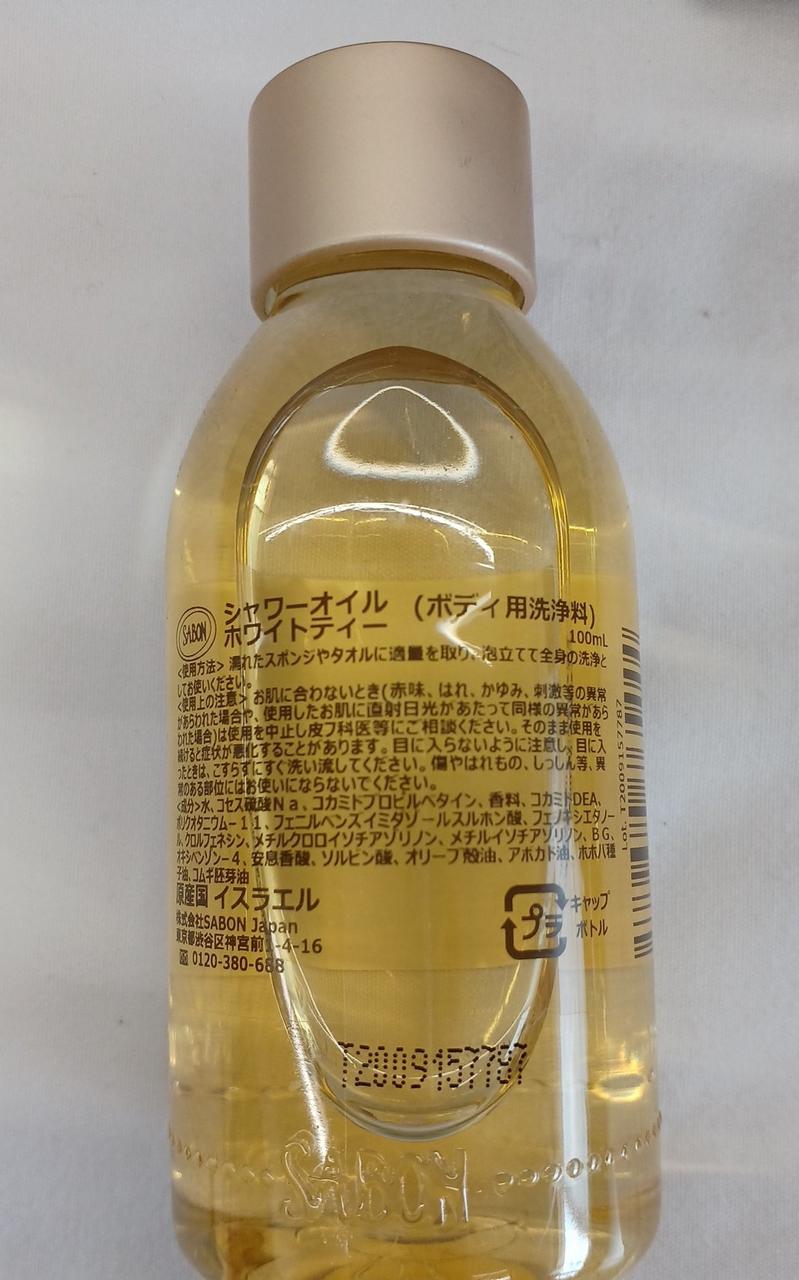 SABON
シャワーオイル (ボディ用洗浄料)
ホワイトティー
100mL
<使用方法> 濡れたスポンジやタオルに適量を取り、泡立てて全身の洗浄と
してお使いください。
<使用上の注意> お肌に合わないとき(赤味、はれ、かゆみ、刺激等の異常
があらわれた場合や、使用したお肌に直射日光があたって同様の異常があら
われた場合)は使用を中止し皮フ科医等にご相談ください。そのまま使用を
続けると症状が悪化することがあります。目に入らないように注意し、目に入
ったときは、こすらずにすぐ洗い流してください。傷やはれもの、しっしん等、異
常のある部位にはお使いにならないてください。
<成分>水、コセス硫酸Ｎａ、コカミドプロピルベタイン、香料、コカミドDEA、
ポリクオタニウム－１１、フェニルベンズイミダゾールスルホン酸、フェノキシエタノー
ル、クロルフェネシン、メチルクロロイソチアゾリノン、メチルイソチアゾリノン、ＢＧ、
オキシベンゾン－４、安息香酸、ソルビン酸、オリーブ殻油、アボカド油、ホホバ種
子油、コムギ胚芽油
原産国 イスラエル
株式会社SABON Japan
東京都渋谷区神宮前1-4-16
0120-380-688
プラ
キャップ
ボトル
Lot. T2009157787
T2009157787
SABON